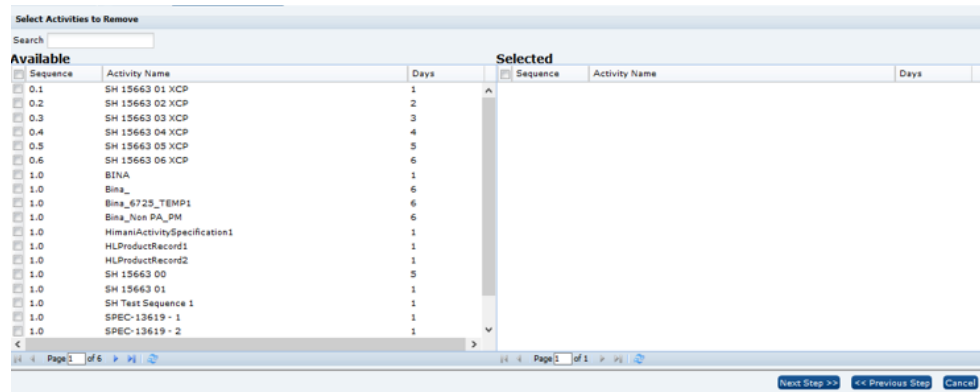 Select Activities to Remove
Search
Available Selected
Sequence Activity Name Days Sequence Activity Name Days
0.1 SH 15663 01 XCP 1
0.2 SH 15663 02 XCP 2
0.3 SH 15663 03 XCP 3
0.4 SH 15663 04 XCP 4
0.5 SH 15663 05 XCP 5
0.6 SH 15663 06 XCP 6
1.0 BINA 1
1.0 Bina_ 6
1.0 Bina_6725_TEMP1 6
1.0 Bina_Non PA_PM 6
1.0 HimaniActivitySpecification1 1
1.0 HLProductRecord1 1
1.0 HLProductRecord2 1
1.0 SH 15663 00 5
1.0 SH 15663 01 1
1.0 SH Test Sequence 1 1
1.0 SPEC-13619 - 1 1
1.0 SPEC-13619 - 2 1
Page 1 of 6 Page 1 of 1
Next Step >> << Previous Step Cancel